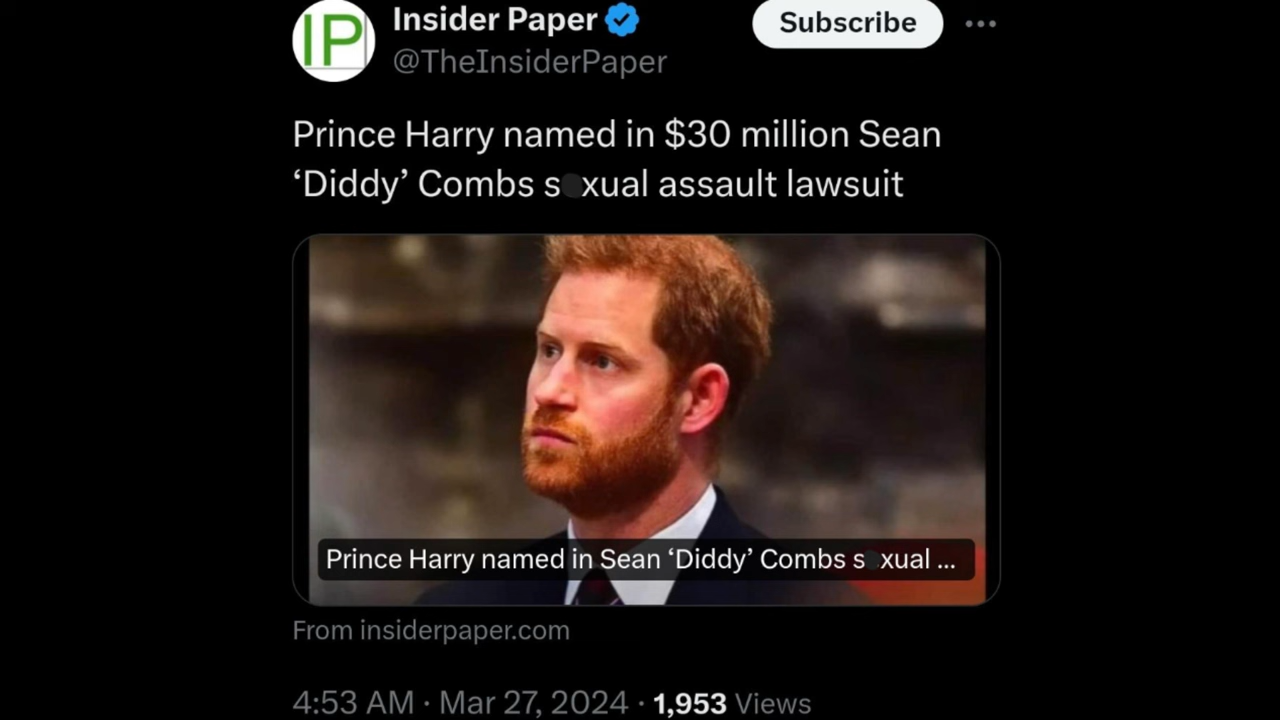 IP
Insider Paper
Subscribe
@TheInsiderPaper
Prince Harry named in $30 million Sean
‘Diddy’ Combs s xual assault lawsuit
Prince Harry named in Sean ‘Diddy’ Combs s xual ...
From insiderpaper.com
4:53 AM · Mar 27, 2024 · 1,953 Views